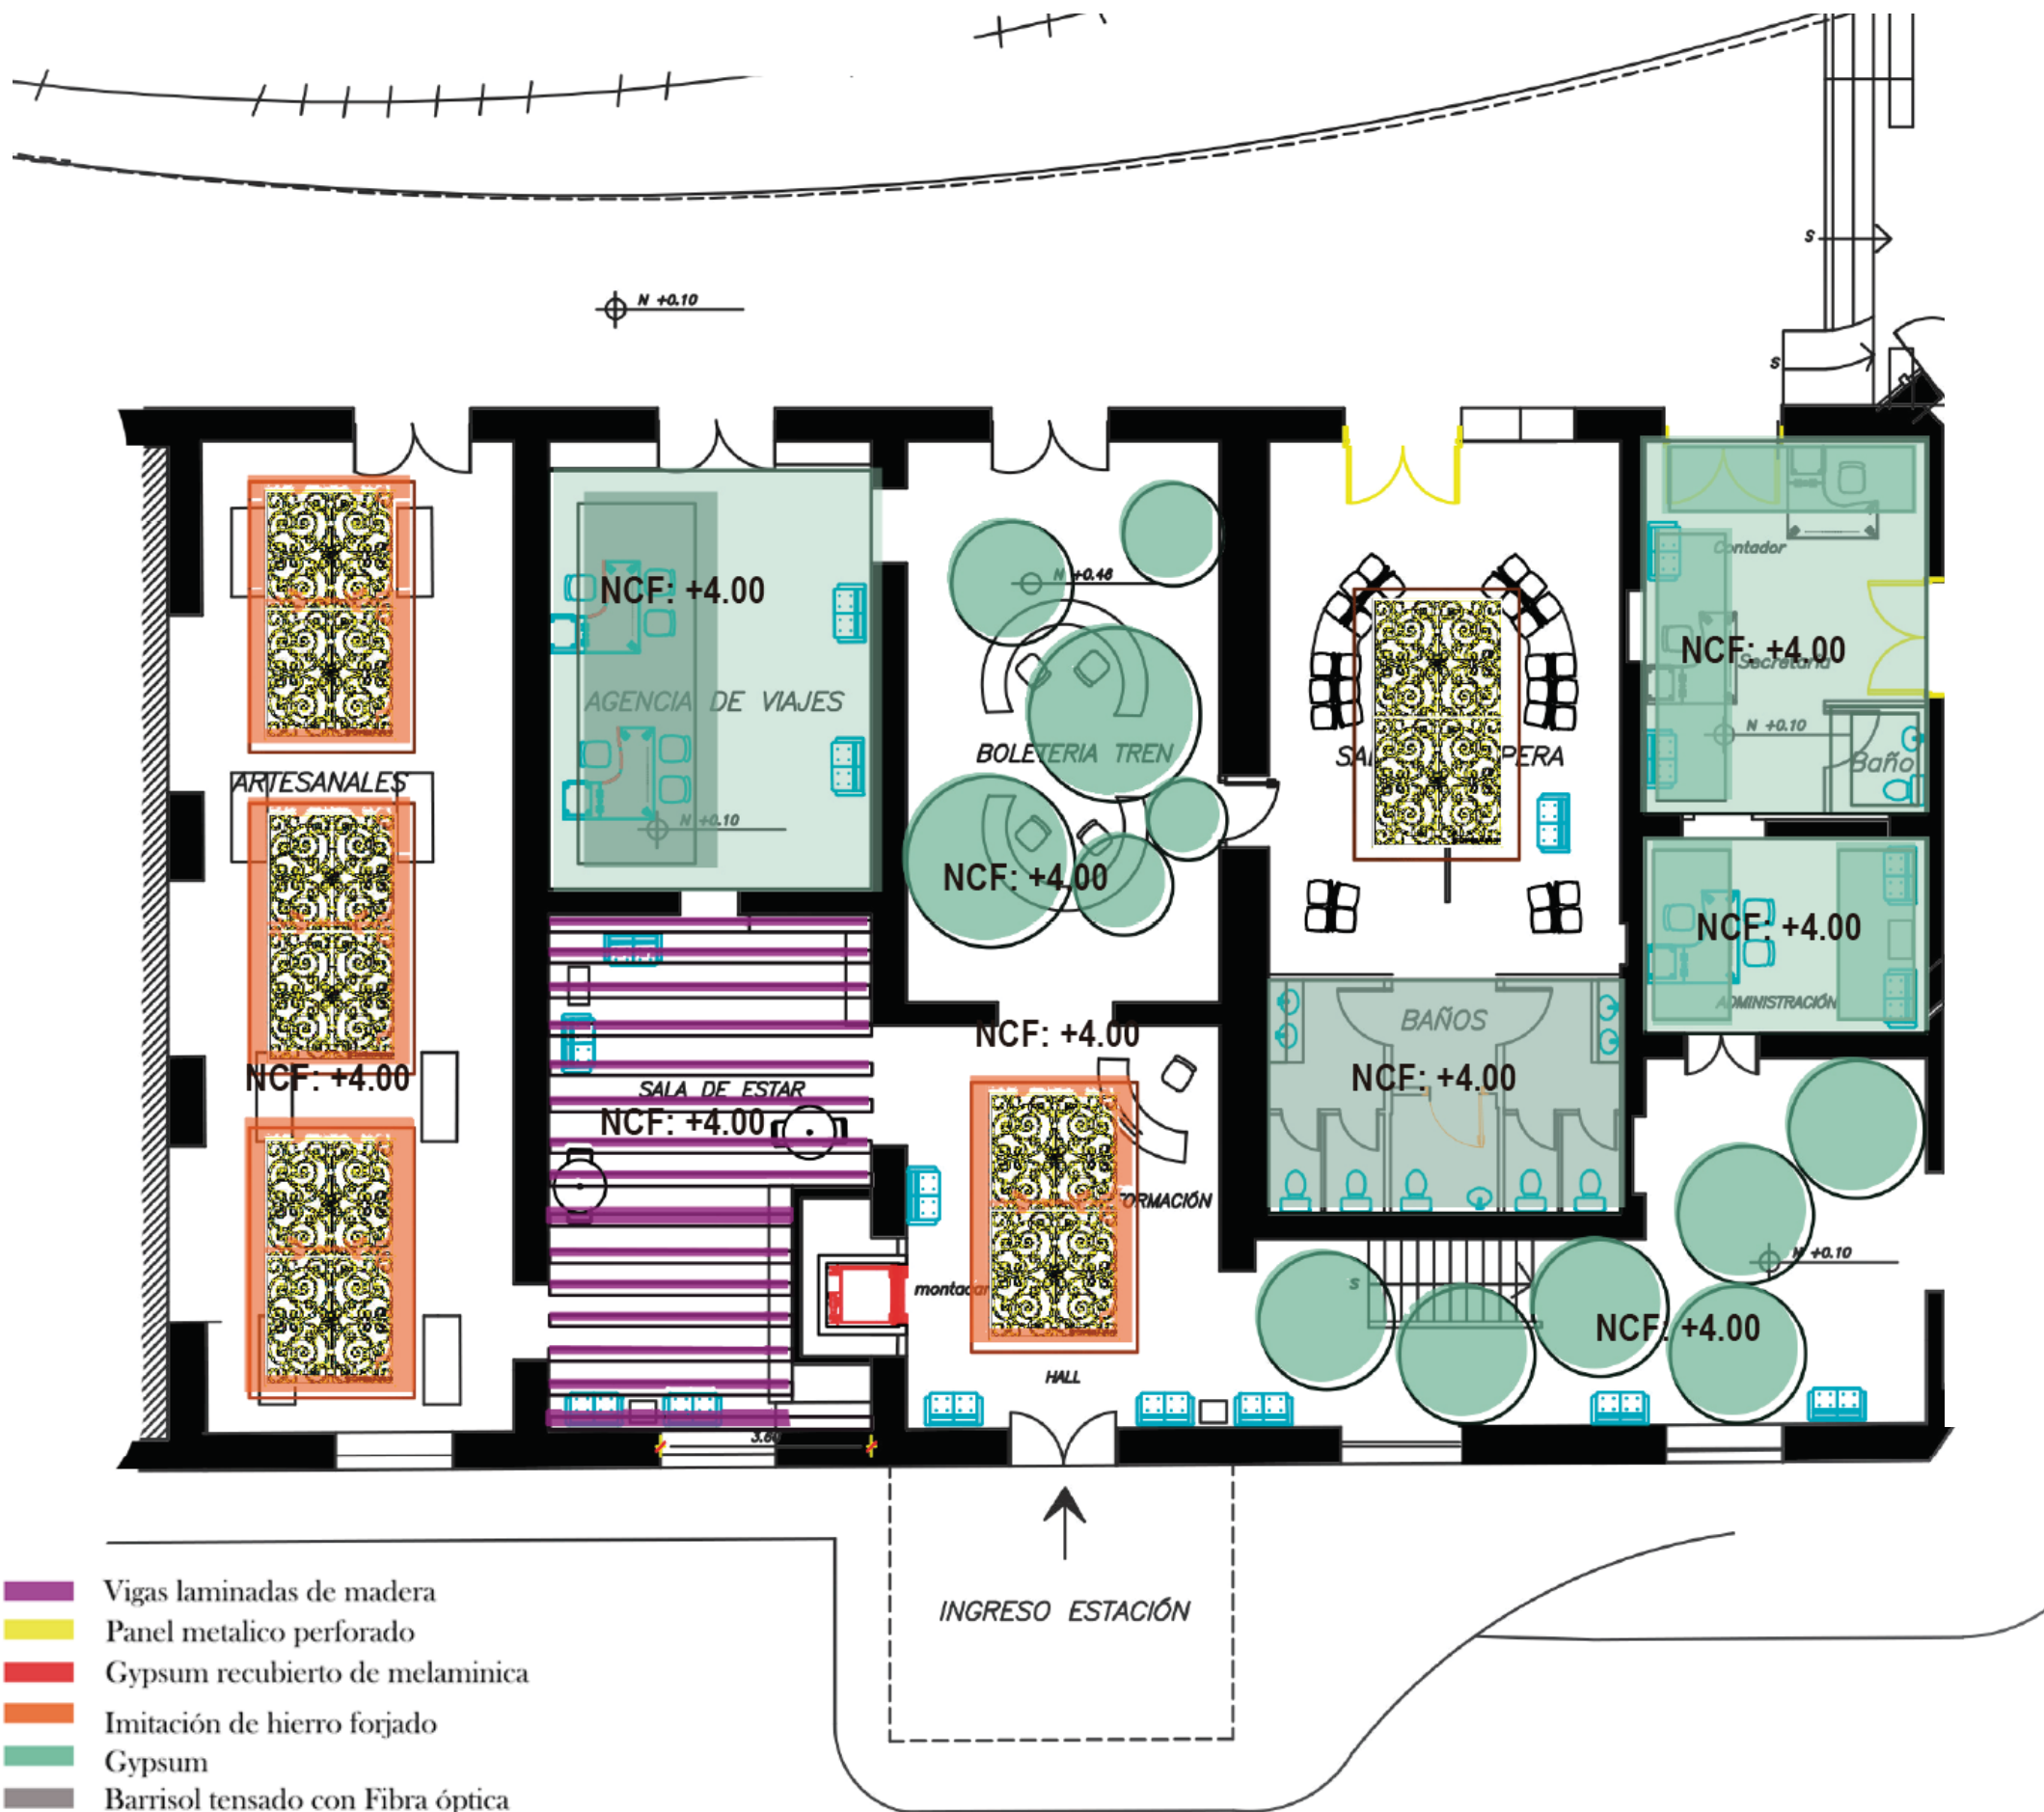 S
N +0.10
S
Contador
N +0.48
NCF: +4.00
NCF: +4.00
Secretaria
AGENCIA DE VIAJES
N +0.10
BOLETERIA TREN
Baño
ARTESANALES
N +0.10
NCF: +4.00
NCF: +4.00
ADMINISTRACIÓN
BAÑOS
NCF: +4.00
NCF: +4.00
NCF: +4.00
SALA DE ESTAR
NCF: +4.00
N +0.10
S
NCF: +4.00
HALL
3.60
INGRESO ESTACIÓN
Vigas laminadas de madera
Panel metalico perforado
Gypsum recubierto de melaminica
Imitación de hierro forjado
Gypsum
Barrisol tensado con Fibra óptica